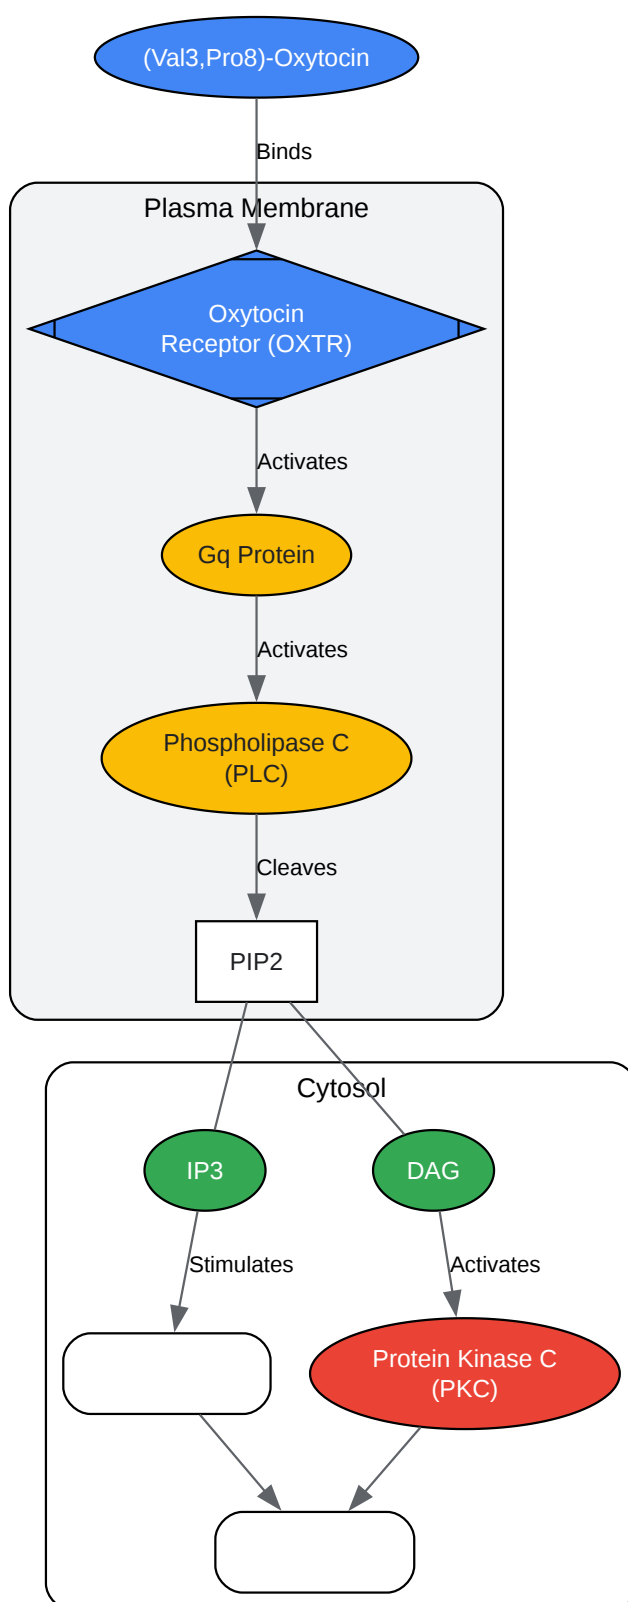 (Val3,Pro8)-Oxytocin
Binds
Plasma Membrane
Oxytocin
Receptor (OXTR)
Activates
Gq Protein
Activates
Phospholipase C
(PLC)
Cleaves
PIP2
Cytosol
IP3
DAG
Stimulates
Activates
Protein Kinase C
(PKC)